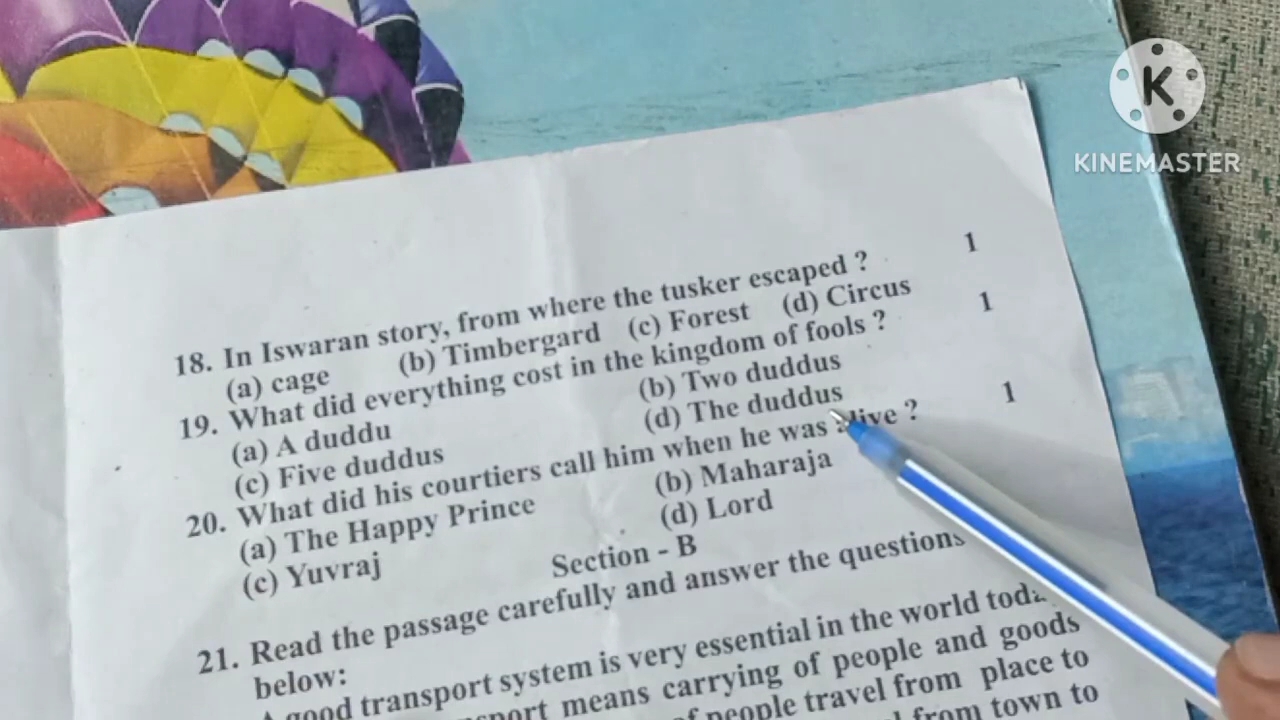 K
KINEMASTER
18. In Iswaran story, from where the tusker escaped ? 1
(a) cage (b) Timbergard (c) Forest (d) Circus
19. What did everything cost in the kingdom of fools ? 1
(a) A duddu (b) Two duddus
(c) Five duddus (d) The duddus
20. What did his courtiers call him when he was alive ? 1
(a) The Happy Prince (b) Maharaja
(c) Yuvraj (d) Lord
Section - B
21. Read the passage carefully and answer the questions
below:
A good transport system is very essential in the world
means carrying of people and goods
of people travel from place to
from town to